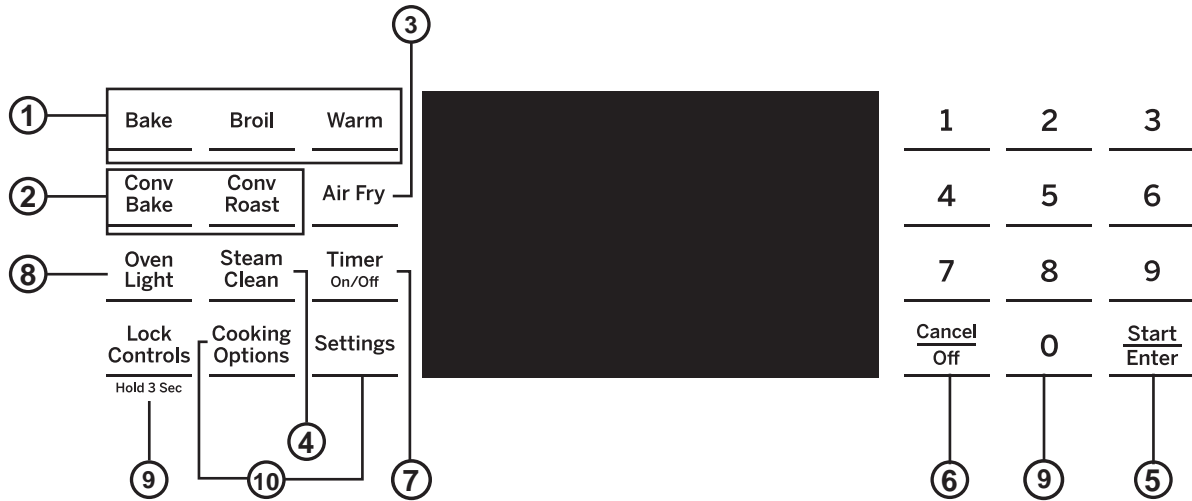 3
1
Bake Broil Warm
1 2 3
2
Conv Bake
Conv Roast
Air Fry
4 5 6
8
Oven Light
Steam Clean
Timer On/Off
7 8 9
Lock Controls
Hold 3 Sec
Cooking Options
Settings
Cancel
Off
0
Start
Enter
4
9
10
7
6
9
5